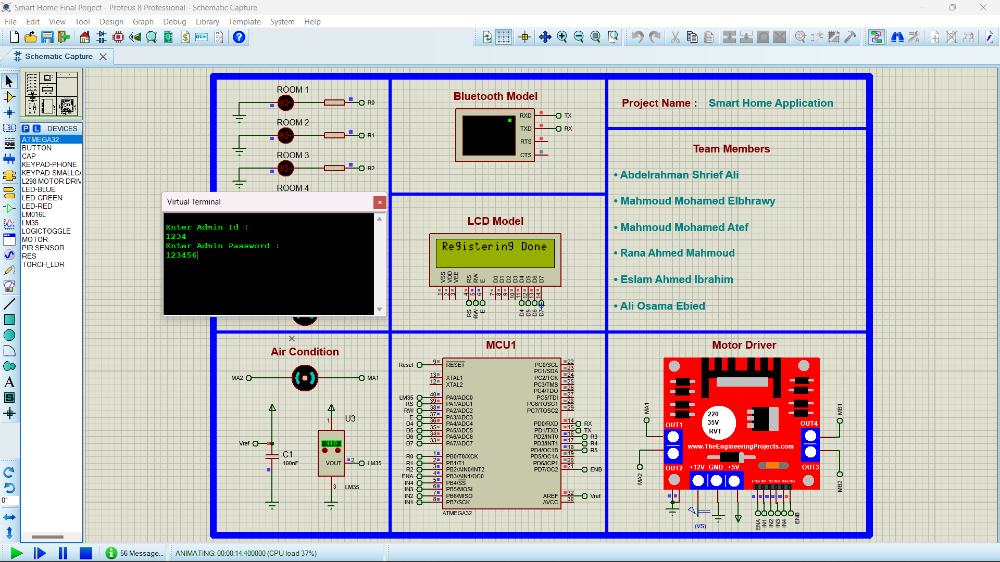 Smart Home Final Porject - Proteus 8 Professional - Schematic Capture
File Edit View Tool Design Graph Debug Library Template System Help
Schematic Capture
P L DEVICES
ATMEGA32
BUTTON
CAP
KEYPAD-PHONE
KEYPAD-SMALLCA
L298 MOTOR DRIV
LED-BLUE
LED-GREEN
LED-RED
LM016L
LM35
LOGICTOGGLE
MOTOR
PIR SENSOR
RES
TORCH_LDR
LBL
A
S
0°
ROOM 1
R0
ROOM 2
R1
ROOM 3
R2
ROOM 4
Virtual Terminal
Enter Admin Id :
1234
Enter Admin Password :
123456
Bluetooth Model
RXD TX
TXD RX
RTS
CTS
LCD Model
Registering Done
VSS VDD VEE RS RW E D0 D1 D2 D3 D4 D5 D6 D7
1 2 3 4 5 6 7 8 9 10 11 12 13 14
RS RW E D4 D5 D6 D7
Project Name : Smart Home Application
Team Members
• Abdelrahman Shrief Ali
• Mahmoud Mohamed Elbhrawy
• Mahmoud Mohamed Atef
• Rana Ahmed Mahmoud
• Eslam Ahmed Ibrahim
• Ali Osama Ebied
Air Condition
MA2 MA1
U3
1
Vref
C1
100nF
44.0
VOUT 2 LM35
3 LM35
MCU1
Reset 9 RESET
13 XTAL1
12 XTAL2
LM35 40 PA0/ADC0
RS 39 PA1/ADC1
RW 38 PA2/ADC2
E 37 PA3/ADC3
D4 36 PA4/ADC4
D5 35 PA5/ADC5
D6 34 PA6/ADC6
D7 33 PA7/ADC7
R0 1 PB0/T0/XCK
R1 2 PB1/T1
R2 3 PB2/AIN0/INT2
ENA 4 PB3/AIN1/OC0
IN4 5 PB4/SS
IN3 6 PB5/MOSI
IN2 7 PB6/MISO
IN1 8 PB7/SCK
PC0/SCL 22
PC1/SDA 23
PC2/TCK 24
PC3/TMS 25
PC4/TDO 26
PC5/TDI 27
PC6/TOSC1 28
PC7/TOSC2 29
PD0/RXD 14 RX
PD1/TXD 15 TX
PD2/INT0 16 R3
PD3/INT1 17 R4
PD4/OC1B 18 R5
PD5/OC1A 19
PD6/ICP1 20
PD7/OC2 21 ENB
AREF 32 Vref
AVCC 30
ATMEGA32
Motor Driver
MA1
MA2
MB1
MB2
220
35V
RVT
OUT1
OUT4
www.TheEngineeringProjects.com
OUT2 +12V GND +5V OUT3
ENA IN1 IN2 IN3 IN4 ENB
(VS)
ENA IN1 IN2 IN3 IN4 ENB
56 Message...
ANIMATING: 00:00:14.400000 (CPU load 37%)